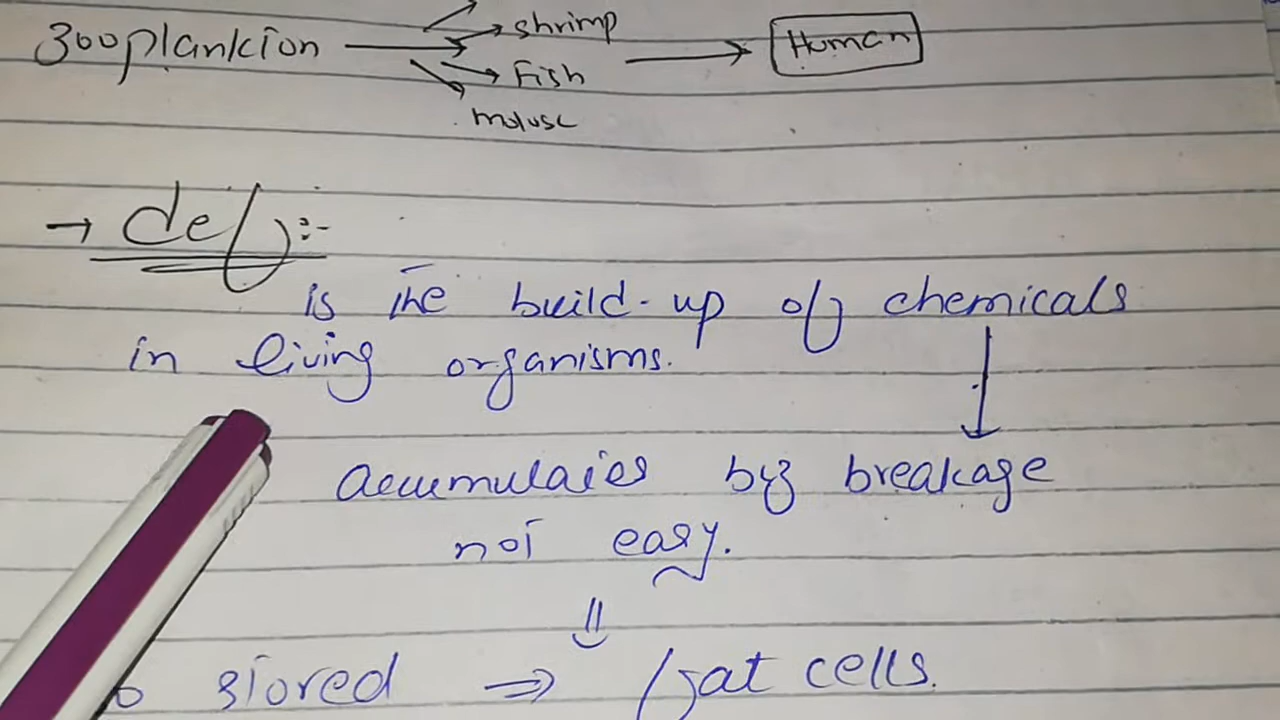 zooplankton → shrimp → Human
Fish
molusc
→ def :-
is the build-up of chemicals
in living organisms.
Accumulates b/z breakage
not easy.
stored ⇒ fat cells.